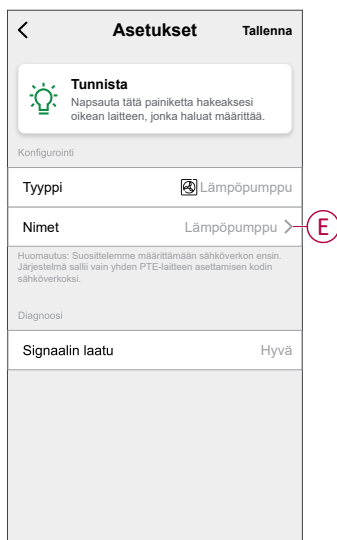 Asetukset Tallenna
Tunnista
Napsauta tätä painiketta hakeaksesi
oikean laitteen, jonka haluat määrittää.
Konfigurointi
Tyyppi Lämpöpumppu
Nimet Lämpöpumppu
E
Huomautus: Suosittelemme määrittämään sähköverkon ensin.
Järjestelmä sallii vain yhden PTE-laitteen asettamisen kodin
sähköverkoksi.
Diagnoosi
Signaalin laatu Hyvä